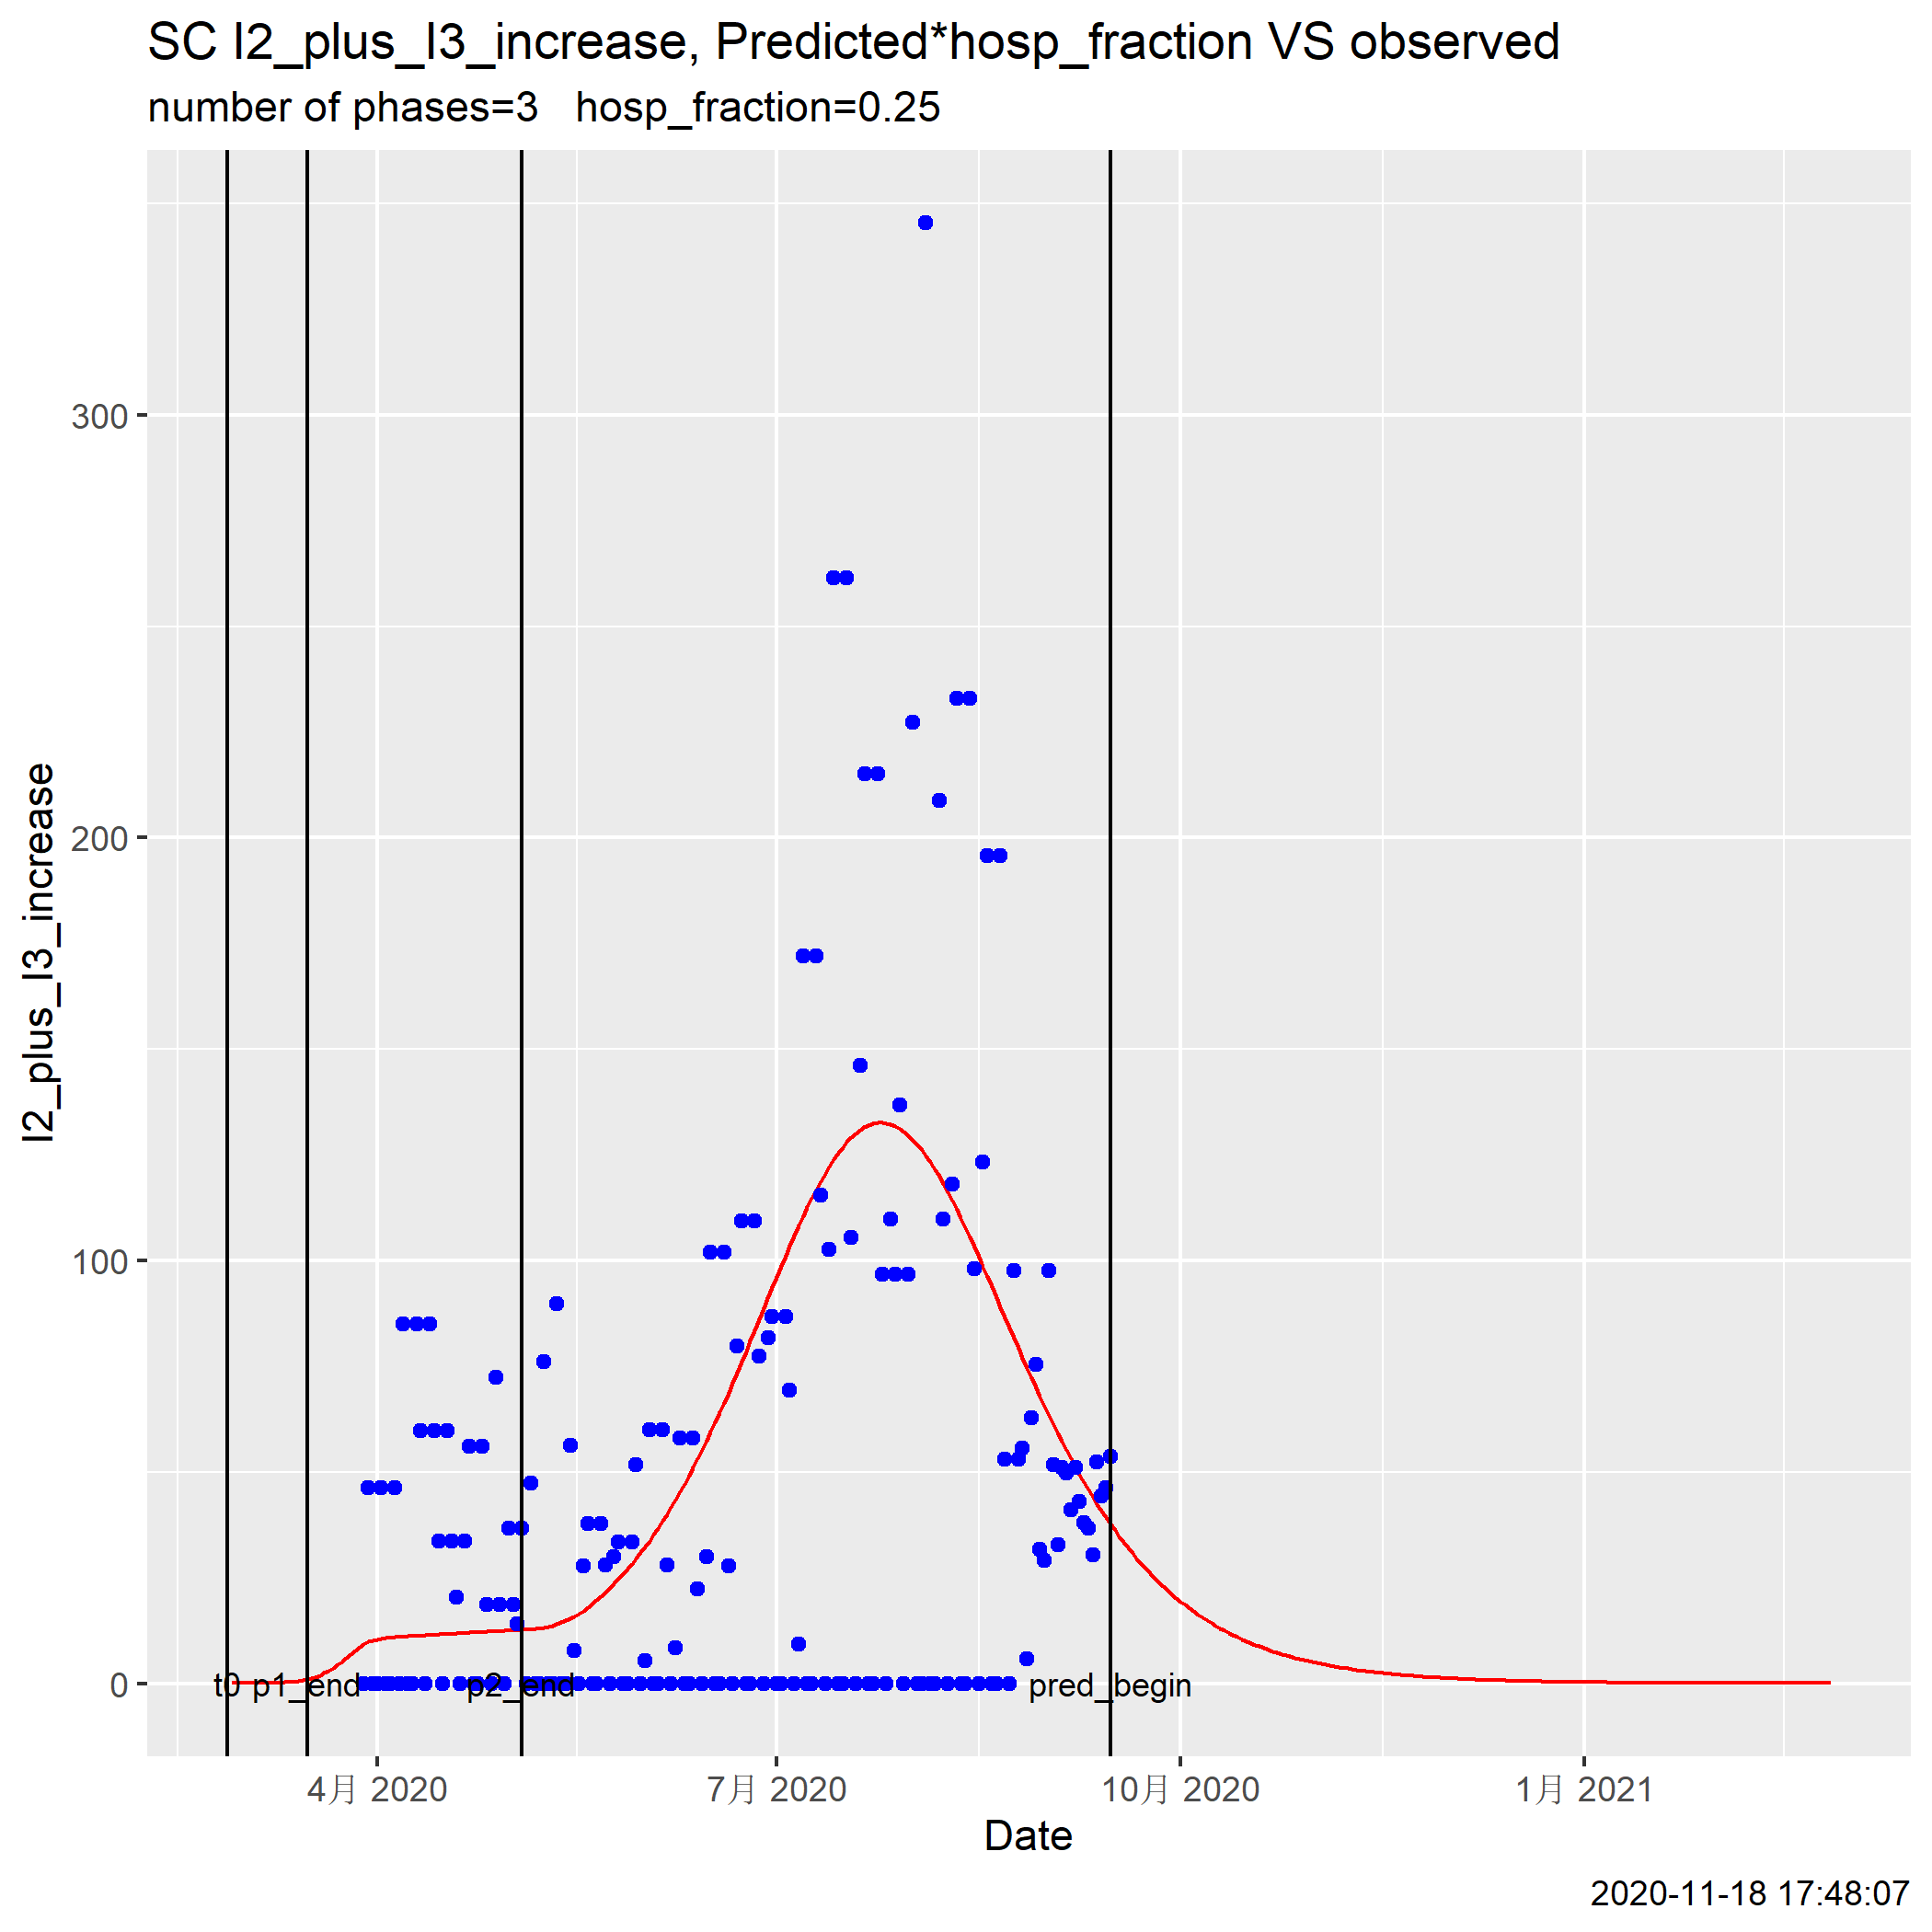 SC I2_plus_I3_increase, Predicted*hosp_fraction VS observed
number of phases=3   hosp_fraction=0.25
I2_plus_I3_increase
300
200
100
0
t0 p1_end p2_end pred_begin
4月 2020 7月 2020 10月 2020 1月 2021
Date
2020-11-18 17:48:07